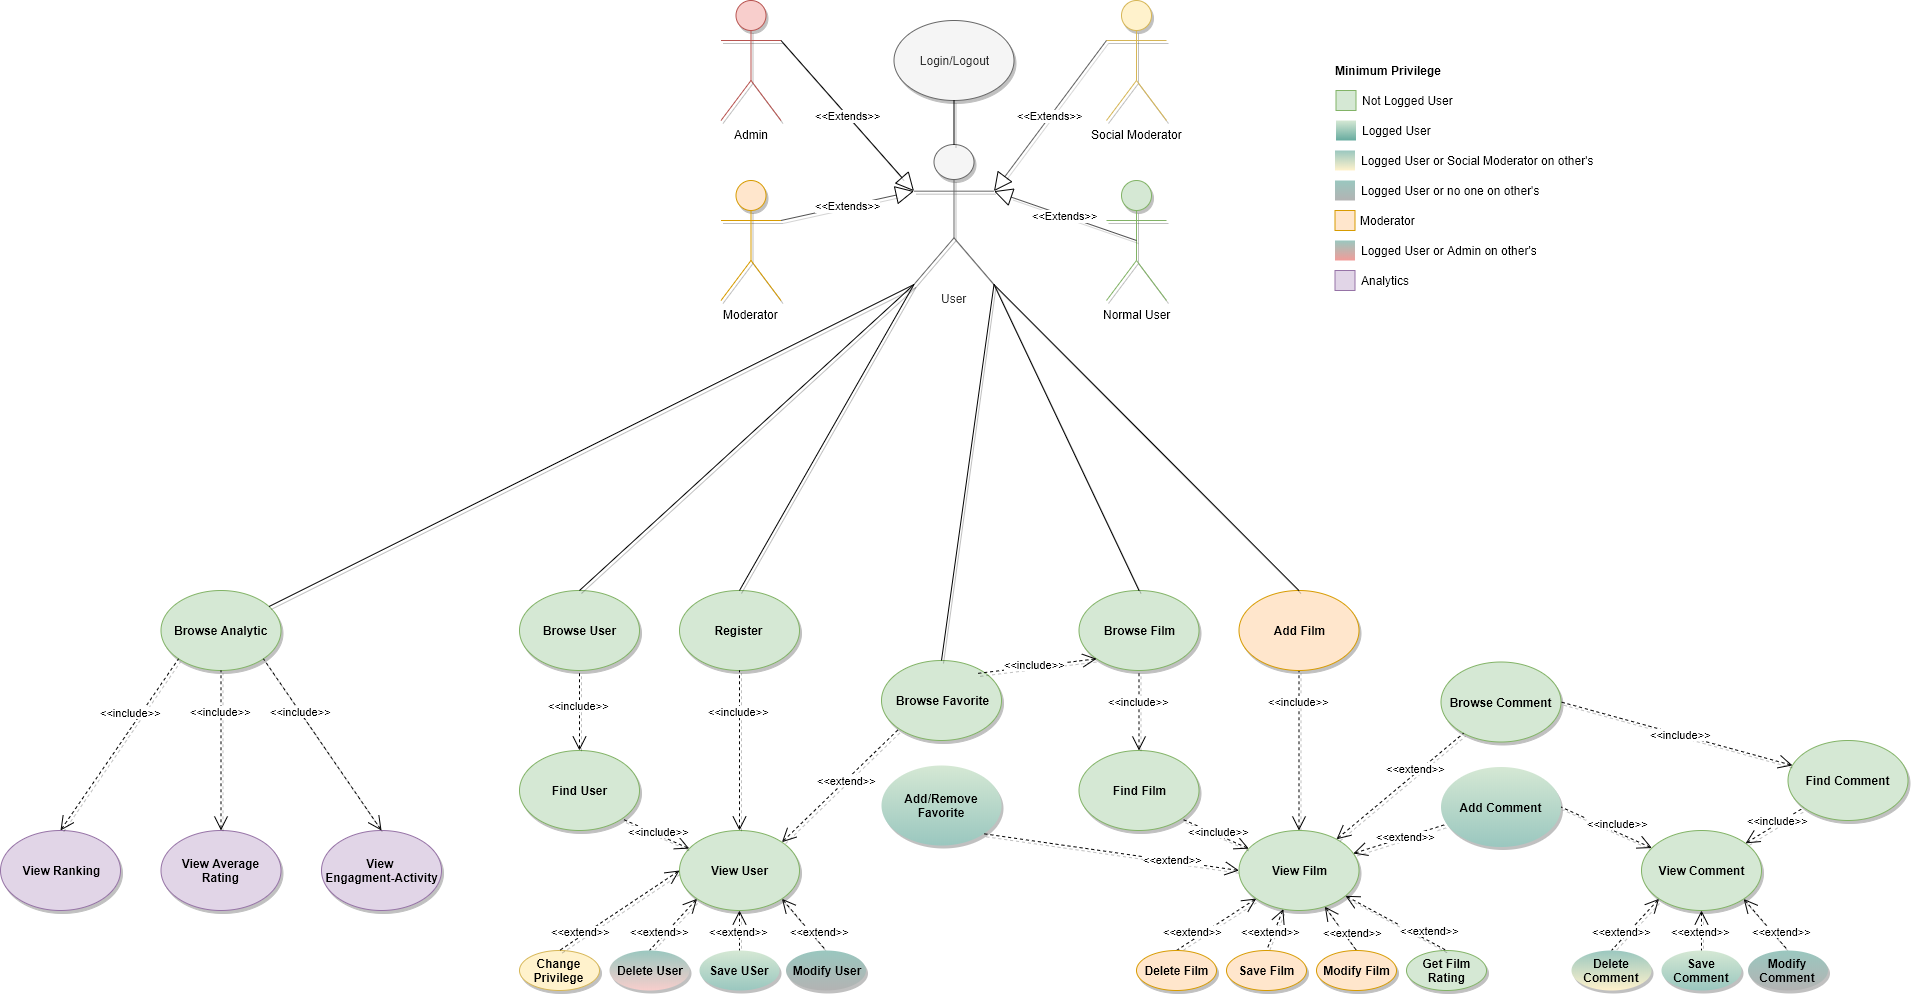 Login/Logout
<<Extends>>
<<Extends>>
Admin
Social Moderator
<<Extends>>
<<Extends>>
User
Moderator
Normal User
Minimum Privilege
Not Logged User
Logged User
Logged User or Social Moderator on other's
Logged User or no one on other's
Moderator
Logged User or Admin on other's
Analytics
Browse Analytic
Browse User
Register
Browse Film
Add Film
<<include>>
Browse Favorite
Browse Comment
<<include>>
<<include>>
<<include>>
<<include>>
<<include>>
<<include>>
<<include>>
<<include>>
<<include>>
<<extend>>
<<extend>>
Find User
Add/Remove
Favorite
Find Film
Add Comment
Find Comment
<<include>>
<<include>>
<<extend>>
<<include>>
<<include>>
<<extend>>
View Ranking
View Average
Rating
View
Engagment-Activity
View User
View Film
View Comment
<<extend>>
<<extend>>
<<extend>>
<<extend>>
<<extend>>
<<extend>>
<<extend>>
<<extend>>
<<extend>>
<<extend>>
<<extend>>
Change
Privilege
Delete User
Save USer
Modify User
Delete Film
Save Film
Modify Film
Get Film
Rating
Delete
Comment
Save
Comment
Modify
Comment